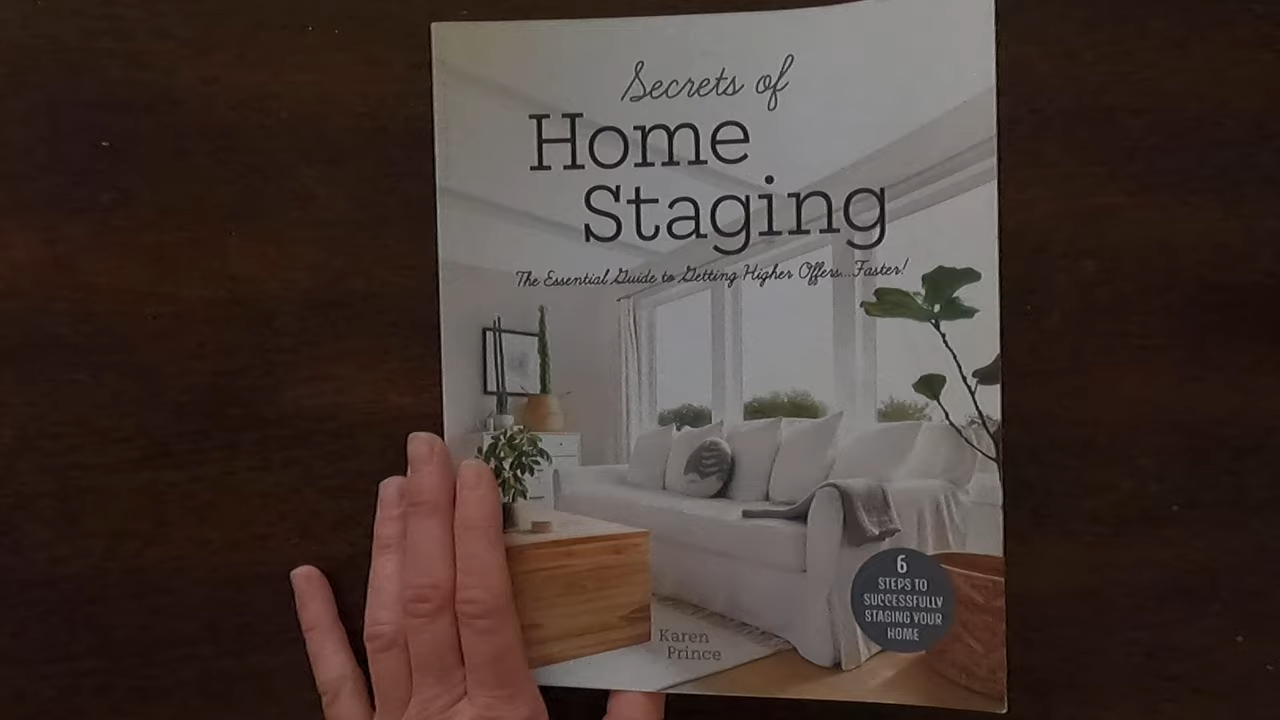 Secrets of
Home
Staging
The Essential Guide to Getting Higher Offers...Faster!
6
STEPS TO
SUCCESSFULLY
STAGING YOUR
HOME
Karen
Prince